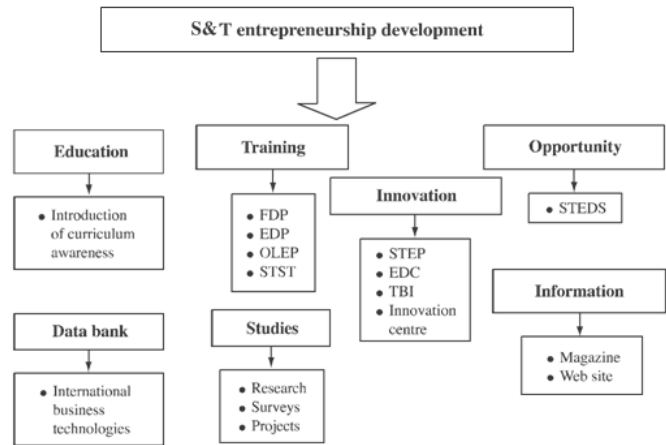 S&T entrepreneurship development
Education
• Introduction
of curriculum
awareness
Training
• FDP
• EDP
• OLEP
• STST
Innovation
• STEP
• EDC
• TBI
• Innovation
centre
Opportunity
• STEDS
Data bank
• International
business
technologies
Studies
• Research
• Surveys
• Projects
Information
• Magazine
• Web site